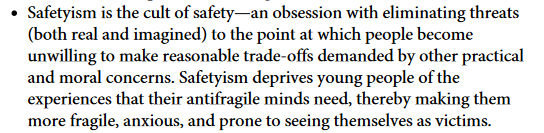 • Safetyism is the cult of safety—an obsession with eliminating threats
(both real and imagined) to the point at which people become
unwilling to make reasonable trade-offs demanded by other practical
and moral concerns. Safetyism deprives young people of the
experiences that their antifragile minds need, thereby making them
more fragile, anxious, and prone to seeing themselves as victims.